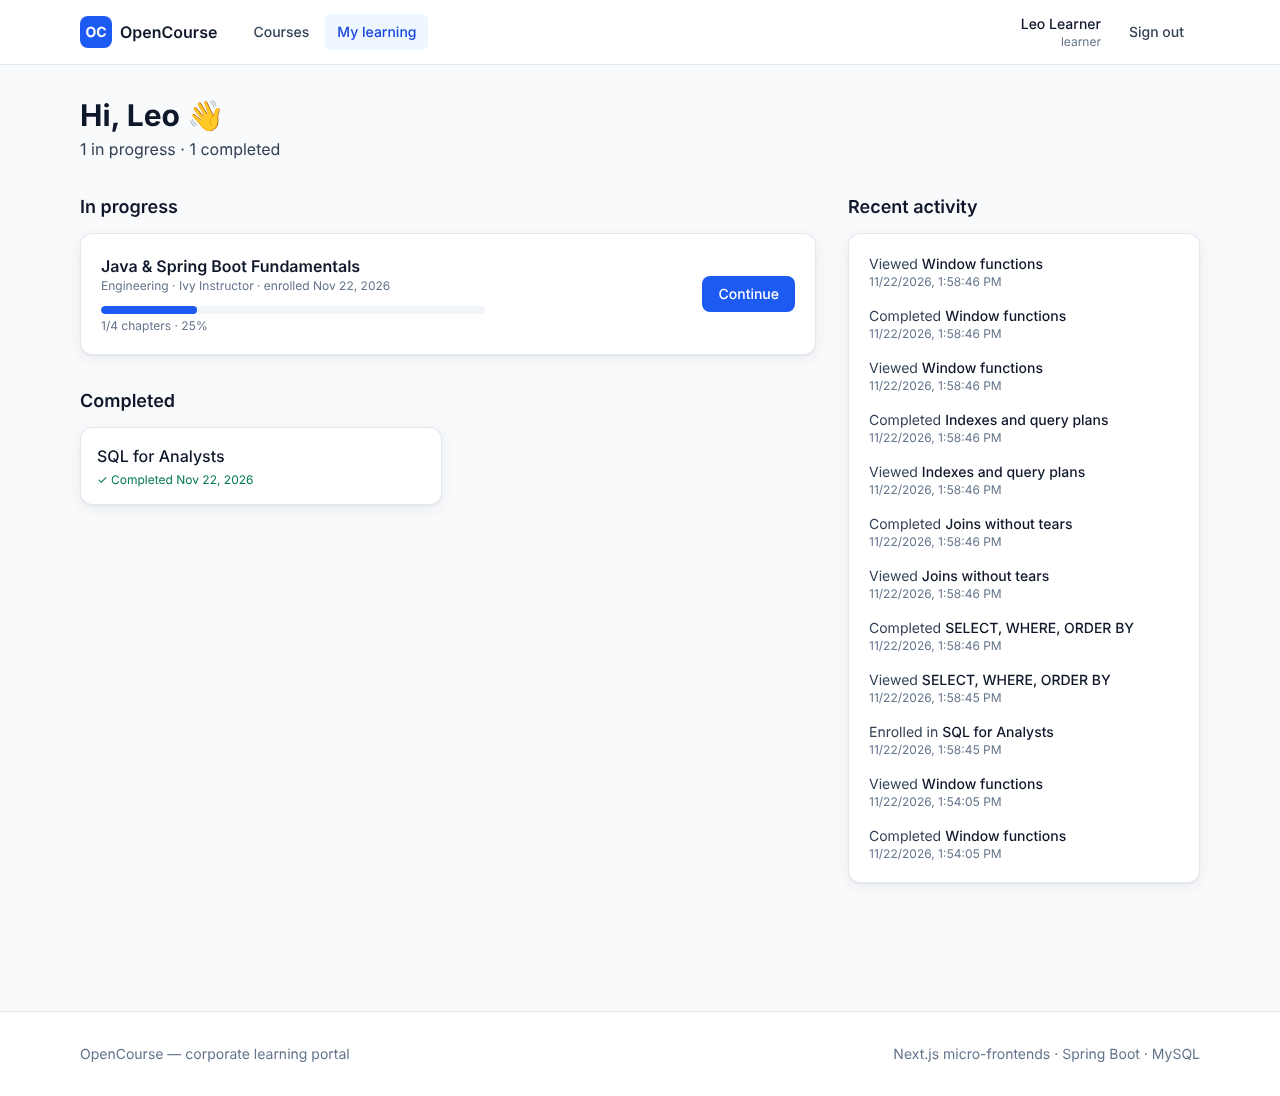 OC OpenCourse Courses My learning Leo Learner learner Sign out
Hi, Leo 👋
1 in progress · 1 completed
In progress
Java & Spring Boot Fundamentals
Engineering · Ivy Instructor · enrolled Nov 22, 2026
1/4 chapters · 25%
Continue
Completed
SQL for Analysts
✓ Completed Nov 22, 2026
Recent activity
Viewed Window functions
11/22/2026, 1:58:46 PM
Completed Window functions
11/22/2026, 1:58:46 PM
Viewed Window functions
11/22/2026, 1:58:46 PM
Completed Indexes and query plans
11/22/2026, 1:58:46 PM
Viewed Indexes and query plans
11/22/2026, 1:58:46 PM
Completed Joins without tears
11/22/2026, 1:58:46 PM
Viewed Joins without tears
11/22/2026, 1:58:46 PM
Completed SELECT, WHERE, ORDER BY
11/22/2026, 1:58:46 PM
Viewed SELECT, WHERE, ORDER BY
11/22/2026, 1:58:45 PM
Enrolled in SQL for Analysts
11/22/2026, 1:58:45 PM
Viewed Window functions
11/22/2026, 1:54:05 PM
Completed Window functions
11/22/2026, 1:54:05 PM
OpenCourse — corporate learning portal
Next.js micro-frontends · Spring Boot · MySQL